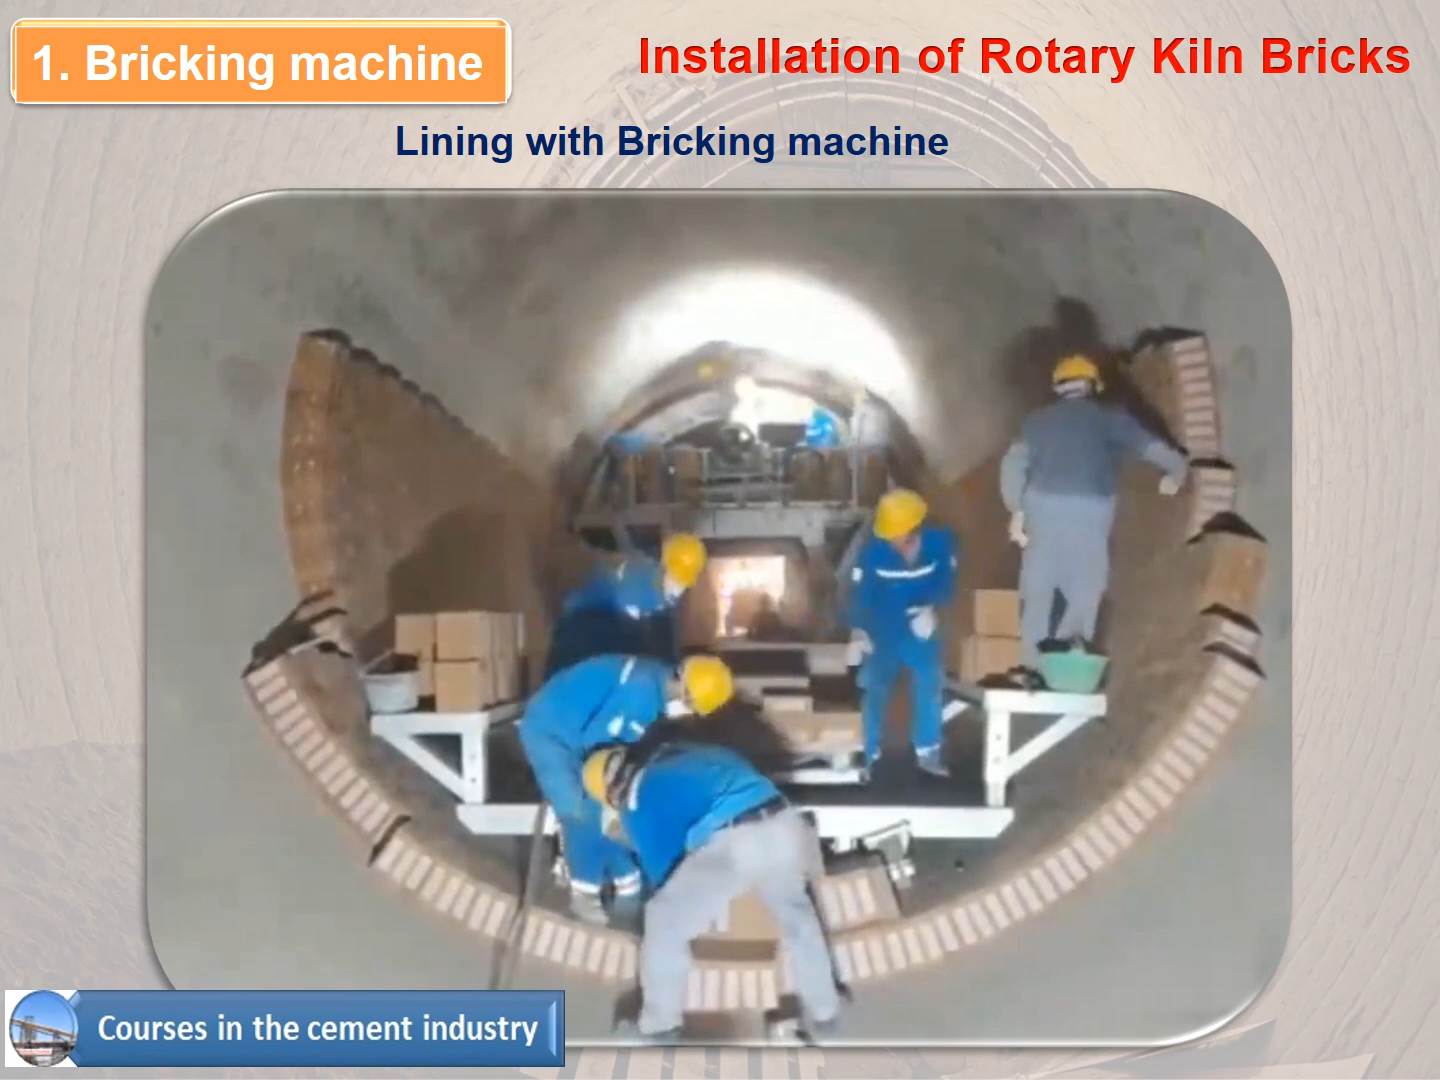 1. Bricking machine
Installation of Rotary Kiln Bricks
Lining with Bricking machine
Courses in the cement industry